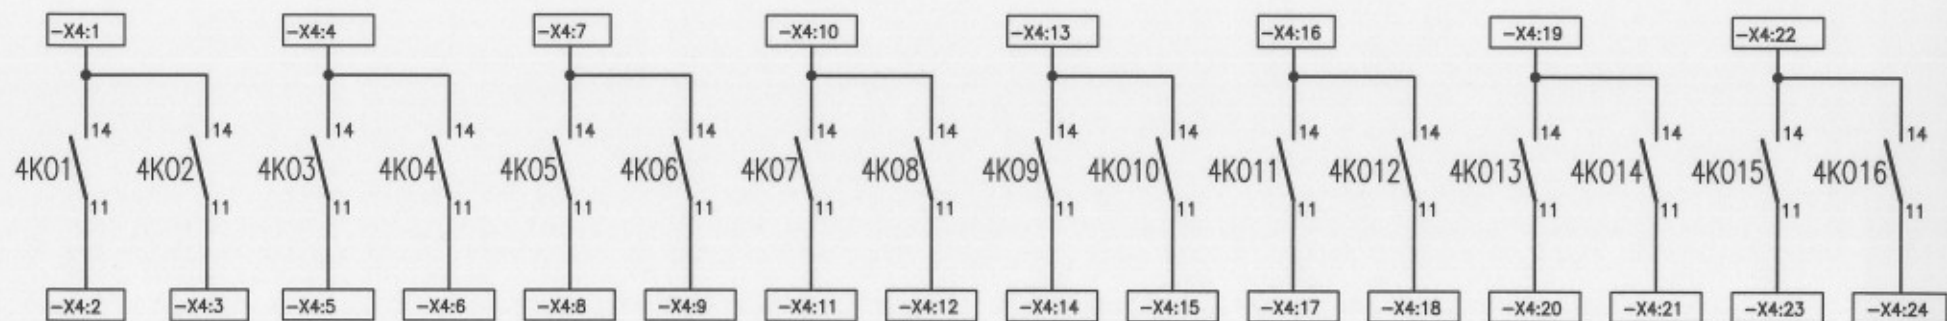 -X4:1 -X4:4 -X4:7 -X4:10 -X4:13 -X4:16 -X4:19 -X4:22
14 14 14 14 14 14 14 14 14 14 14 14 14 14 14 14
4K01 4K02 4K03 4K04 4K05 4K06 4K07 4K08 4K09 4K010 4K011 4K012 4K013 4K014 4K015 4K016
11 11 11 11 11 11 11 11 11 11 11 11 11 11 11 11
-X4:2 -X4:3 -X4:5 -X4:6 -X4:8 -X4:9 -X4:11 -X4:12 -X4:14 -X4:15 -X4:17 -X4:18 -X4:20 -X4:21 -X4:23 -X4:24